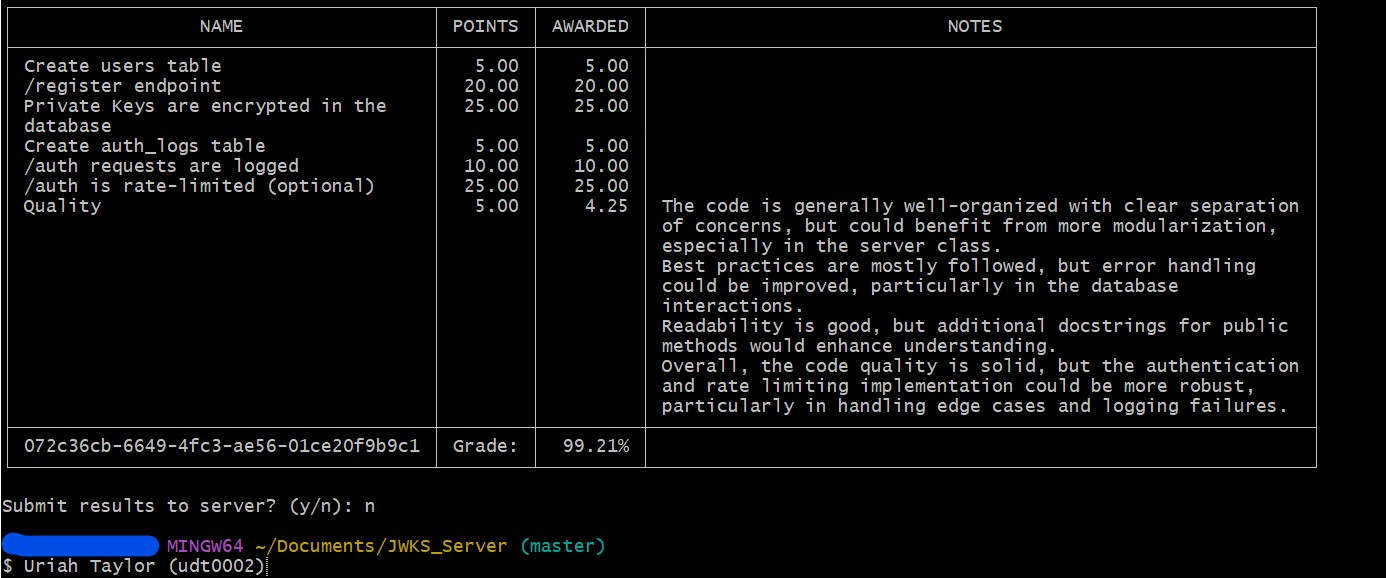 NAME POINTS AWARDED NOTES
Create users table 5.00 5.00
/register endpoint 20.00 20.00
Private Keys are encrypted in the 25.00 25.00
database
Create auth_logs table 5.00 5.00
/auth requests are logged 10.00 10.00
/auth is rate-limited (optional) 25.00 25.00
Quality 5.00 4.25 The code is generally well-organized with clear separation
of concerns, but could benefit from more modularization,
especially in the server class.
Best practices are mostly followed, but error handling
could be improved, particularly in the database
interactions.
Readability is good, but additional docstrings for public
methods would enhance understanding.
Overall, the code quality is solid, but the authentication
and rate limiting implementation could be more robust,
particularly in handling edge cases and logging failures.
072c36cb-6649-4fc3-ae56-01ce20f9b9c1 Grade: 99.21%
Submit results to server? (y/n): n
MINGW64 ~/Documents/JWKS_Server (master)
$ Uriah Taylor (udt0002)